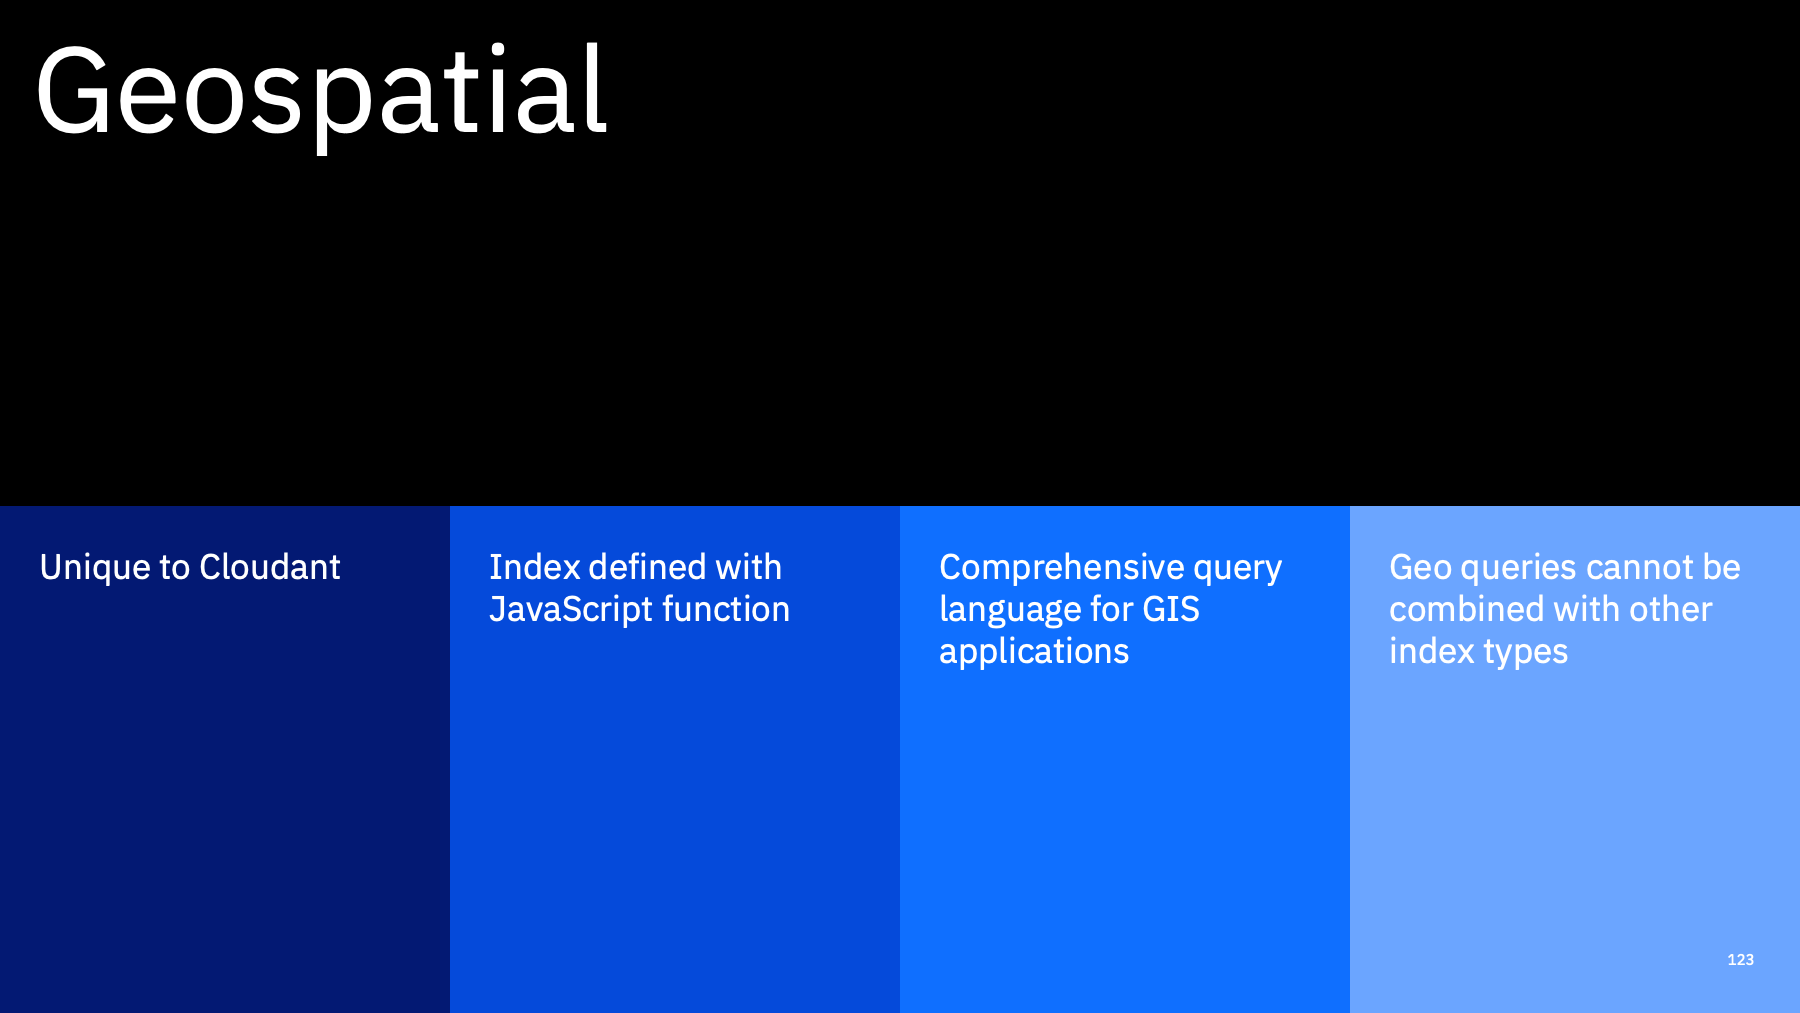 Geospatial
Unique to Cloudant
Index defined with
JavaScript function
Comprehensive query
language for GIS
applications
Geo queries cannot be
combined with other
index types
123